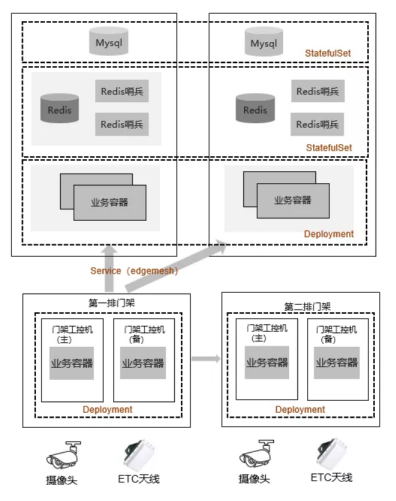 Mysql
Mysql
StatefulSet
Redis
Redis哨兵
Redis哨兵
Redis
Redis哨兵
Redis哨兵
StatefulSet
业务容器
业务容器
Deployment
Service（edgemesh）
第一排门架
门架工控机
(主)
业务容器
门架工控机
(备)
业务容器
Deployment
第二排门架
门架工控机
(主)
业务容器
门架工控机
(备)
业务容器
Deployment
摄像头
ETC天线
摄像头
ETC天线